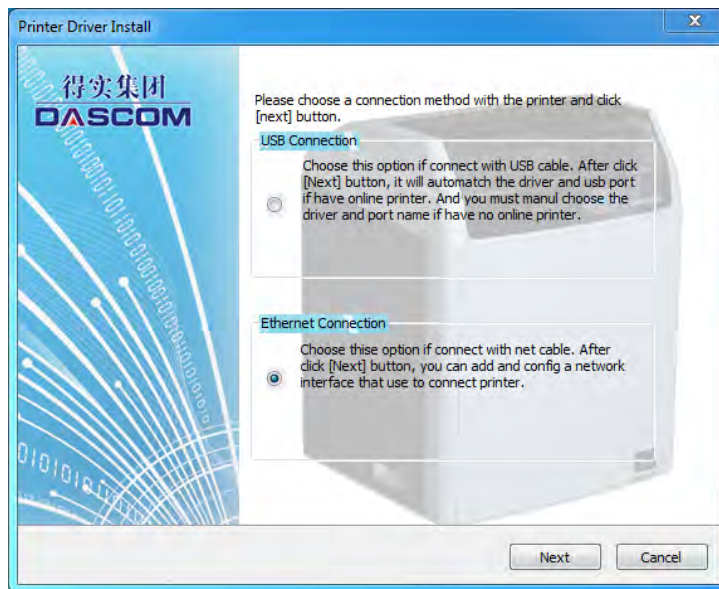 Printer Driver Install
得实集团
DASCOM
Please choose a connection method with the printer and click
[next] button.
USB Connection
Choose this option if connect with USB cable. After click
[Next] button, it will automatch the driver and usb port
if have online printer. And you must manul choose the
driver and port name if have no online printer.
Ethernet Connection
Choose thise option if connect with net cable. After
click [Next] button, you can add and config a network
interface that use to connect printer.
Next
Cancel